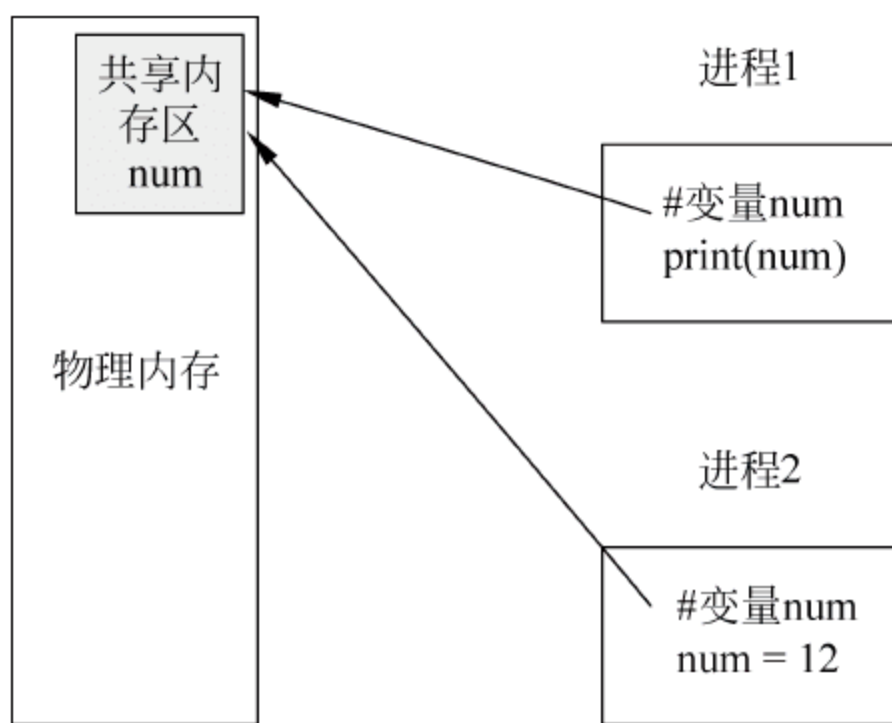 共享内
存区
num
物理内存
进程1
#变量num
print(num)
进程2
#变量num
num = 12